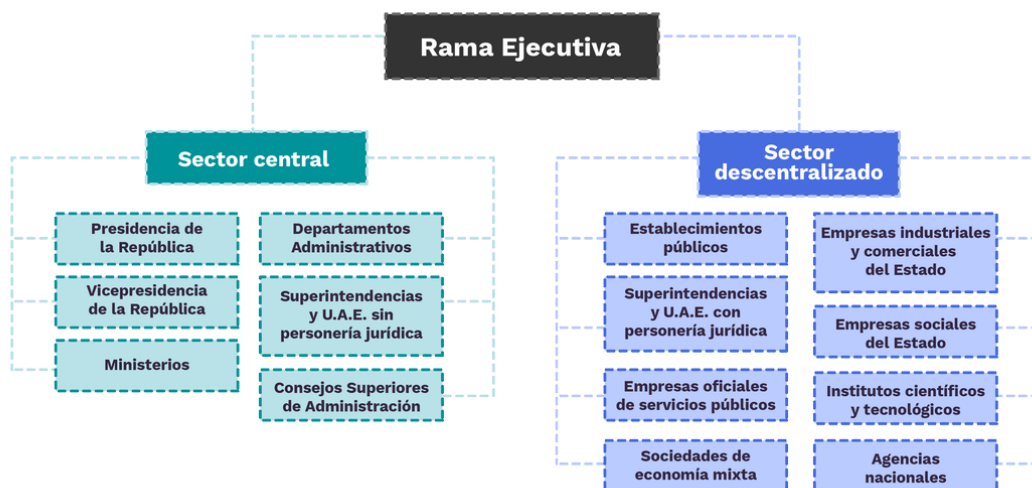 Rama Ejecutiva
Sector central
Presidencia de
la República
Vicepresidencia
de la República
Ministerios
Departamentos
Administrativos
Superintendencias
y U.A.E. sin
personería jurídica
Consejos Superiores
de Administración
Sector
descentralizado
Establecimientos
públicos
Superintendencias
y U.A.E. con
personería jurídica
Empresas oficiales
de servicios públicos
Sociedades de
economía mixta
Empresas industriales
y comerciales
del Estado
Empresas sociales
del Estado
Institutos científicos
y tecnológicos
Agencias
nacionales